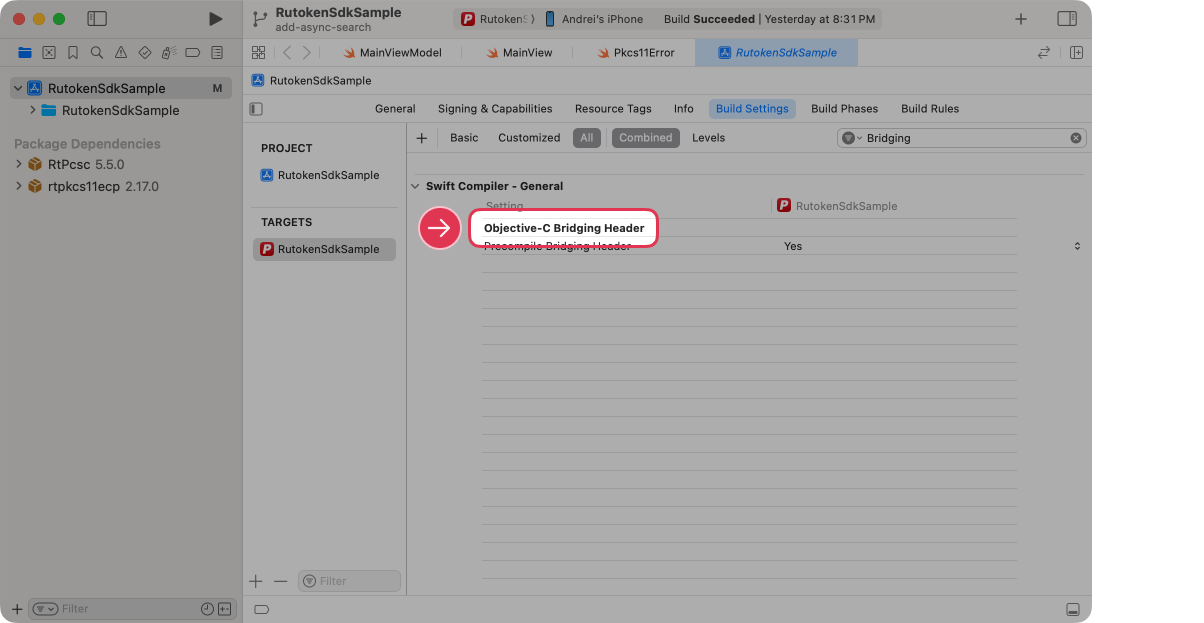 RutokenSdkSample
add-async-search
RutokenS
Andrei's iPhone
Build Succeeded | Yesterday at 8:31 PM
MainViewModel
MainView
Pkcs11Error
RutokenSdkSample
RutokenSdkSample M
RutokenSdkSample
RutokenSdkSample
Package Dependencies
RtPcsc 5.5.0
rtpkcs11ecp 2.17.0
General
Signing & Capabilities
Resource Tags
Info
Build Settings
Build Phases
Build Rules
PROJECT
RutokenSdkSample
TARGETS
RutokenSdkSample
Basic
Customized
All
Combined
Levels
Bridging
Swift Compiler - General
Setting
RutokenSdkSample
Objective-C Bridging Header
Precompile Bridging Header
Yes
Filter
Filter